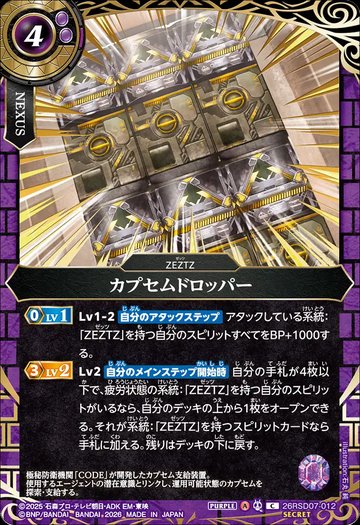 4
NEXUS
ゼッツ
ZEZTZ
カプセムドロッパー
0 LV1 Lv1-2 自分のアタックステップ アタックしている系統:
「ZEZTZ」を持つ自分のスピリットすべてをBP+1000す
る。
3 LV2 Lv2 自分のメインステップ開始時 自分の手札が4枚以
下で、疲労状態の系統:「ZEZTZ」を持つ自分のスピリッ
トがいるなら、自分のデッキの上から1枚をオープンで
きる。それが系統:「ZEZTZ」を持つスピリットカードなら
手札に加える。残りはデッキの下に戻す。
極秘防衛機関「CODE」が開発したカプセム支給装置。
使用するエージェントの潜在意識とリンクし、運用可能状態のカプセムを
探索・支給する。
©2025 石森プロ・テレビ朝日・ADK EM・東映
©BNP/BANDAI ©BANDAI 2026 MADE IN JAPAN
PURPLE A C 26RSD07-012
SECRET